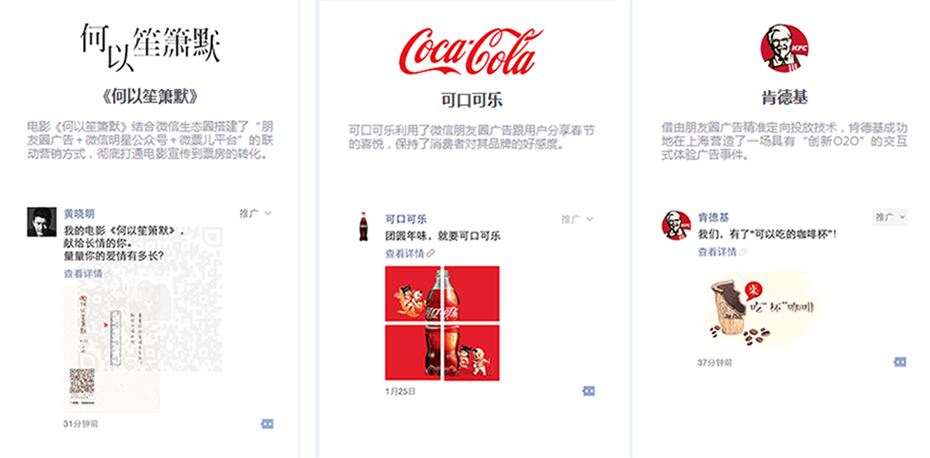 何以笙箫默
《何以笙箫默》
电影《何以笙箫默》结合微信生态圈搭建了“朋
友圈广告＋微信明星公众号＋微票儿平台”的联
动营销方式，彻底打通电影宣传到票房的转化。
黄晓明
推广
我的电影《何以笙箫默》，
献给长情的你。
量量你的爱情有多长?
查看详情
31分钟前
Coca-Cola
可口可乐
可口可乐利用了微信朋友圈广告跟用户分享春节
的喜悦，保持了消费者对其品牌的好感度。
可口可乐
推广
团圆年味，就要可口可乐
查看详情
可口可乐
1月25日
KFC
肯德基
借由朋友圈广告精准定向投放技术，肯德基成功
地在上海营造了一场具有“创新O2O”的交互
式体验广告事件。
肯德基
推广
我们，有了“可以吃的咖啡杯”!
查看详情
来
吃“杯”咖啡
37分钟前